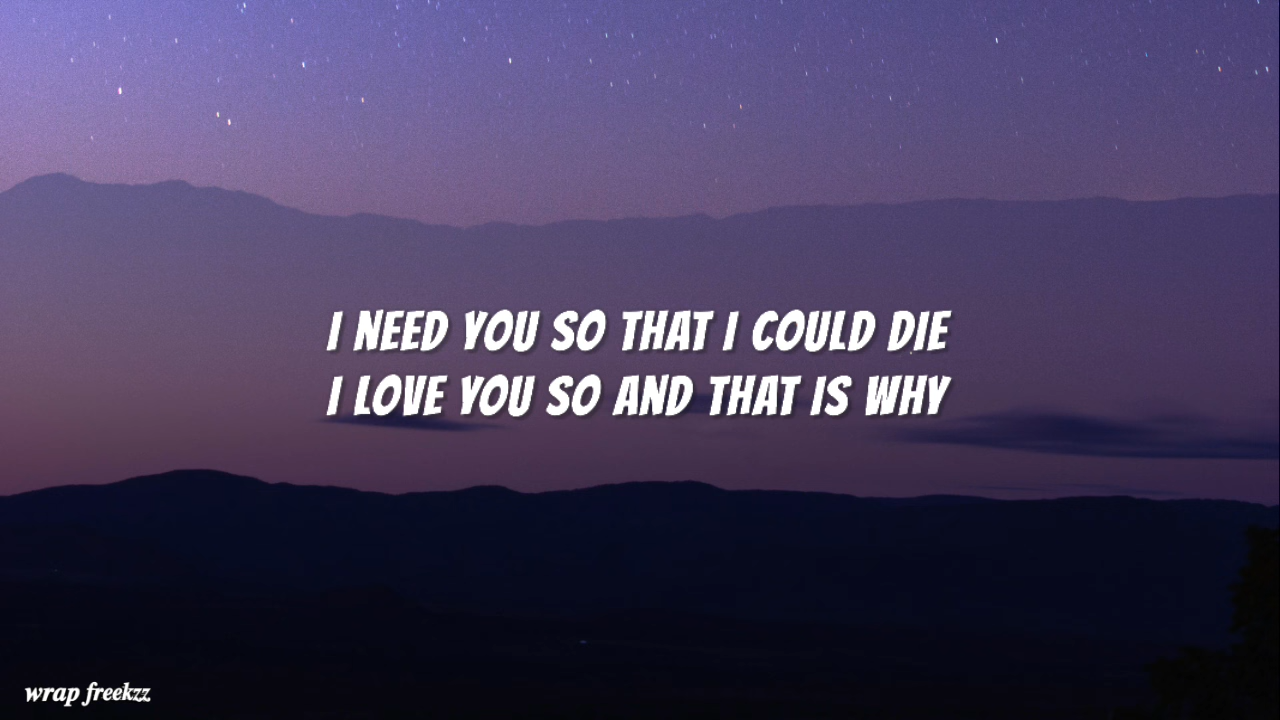 I NEED YOU SO THAT I COULD DIE
I LOVE YOU SO AND THAT IS WHY
wrap freekzz